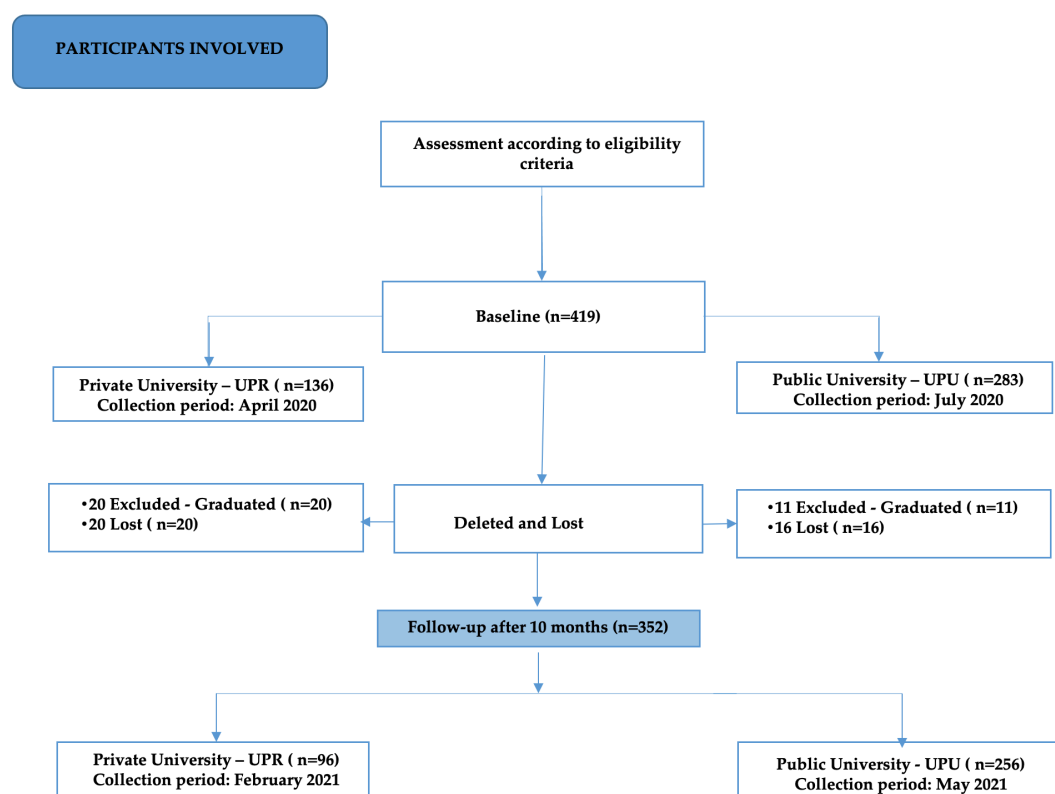 PARTICIPANTS INVOLVED
Assessment according to eligibility
criteria
Baseline (n=419)
Private University – UPR ( n=136)
Collection period: April 2020
Public University – UPU ( n=283)
Collection period: July 2020
•20 Excluded - Graduated ( n=20)
•20 Lost ( n=20)
Deleted and Lost
•11 Excluded - Graduated ( n=11)
•16 Lost ( n=16)
Follow-up after 10 months (n=352)
Private University – UPR ( n=96)
Collection period: February 2021
Public University - UPU ( n=256)
Collection period: May 2021